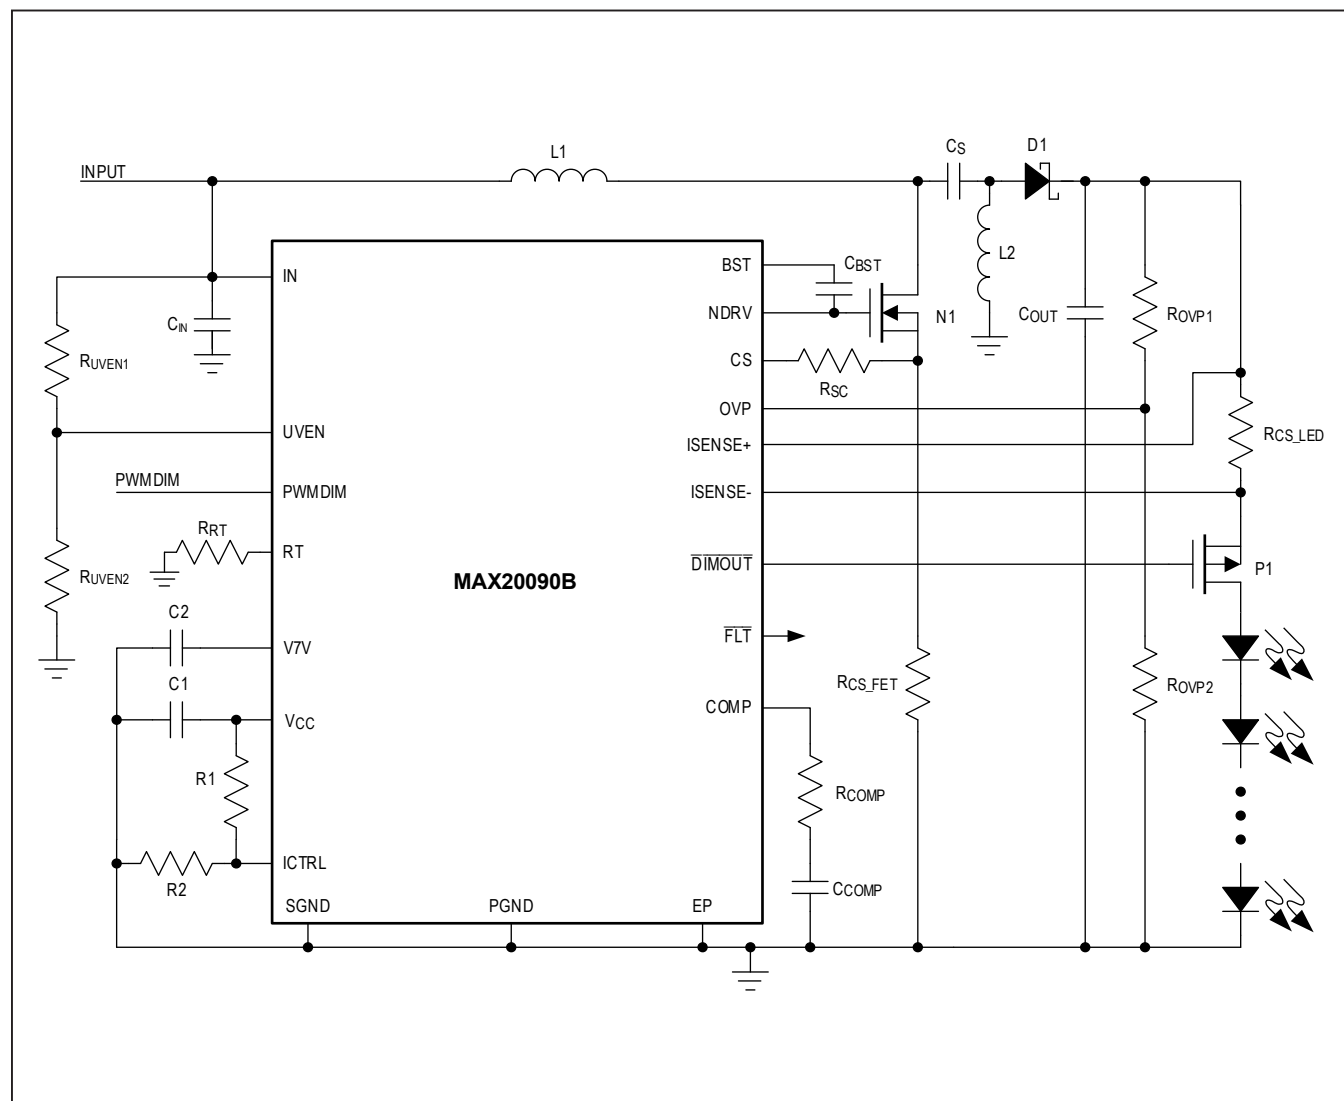 L1
CS
D1
INPUT
IN
BST
CBST
L2
CIN
NDRV
N1
COUT
ROVP1
RUVEN1
CS
RSC
OVP
UVEN
ISENSE+
RCS_LED
PWMDIM
PWMDIM
ISENSE-
RRT
RT
DIMOUT
P1
RUVEN2
MAX20090B
C2
V7V
FLT
C1
RCS_FET
ROVP2
VCC
COMP
R1
RCOMP
ICTRL
R2
CCOMP
SGND
PGND
EP